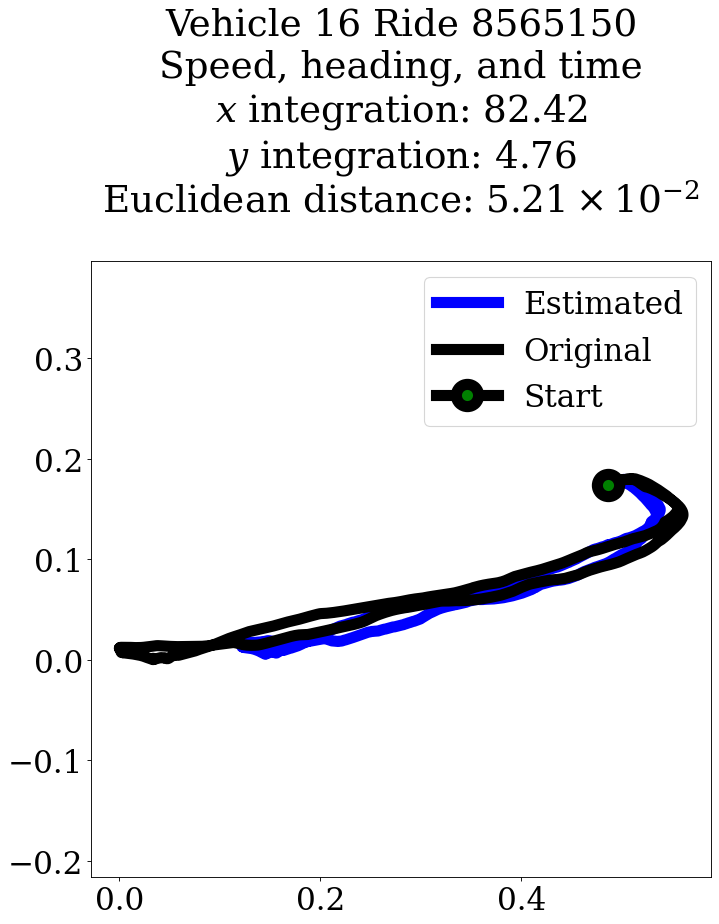 Vehicle 16 Ride 8565150
Speed, heading, and time
x integration: 82.42
y integration: 4.76
Euclidean distance: 5.21 × 10⁻²
Estimated
Original
Start
0.3
0.2
0.1
0.0
−0.1
−0.2
0.0 0.2 0.4